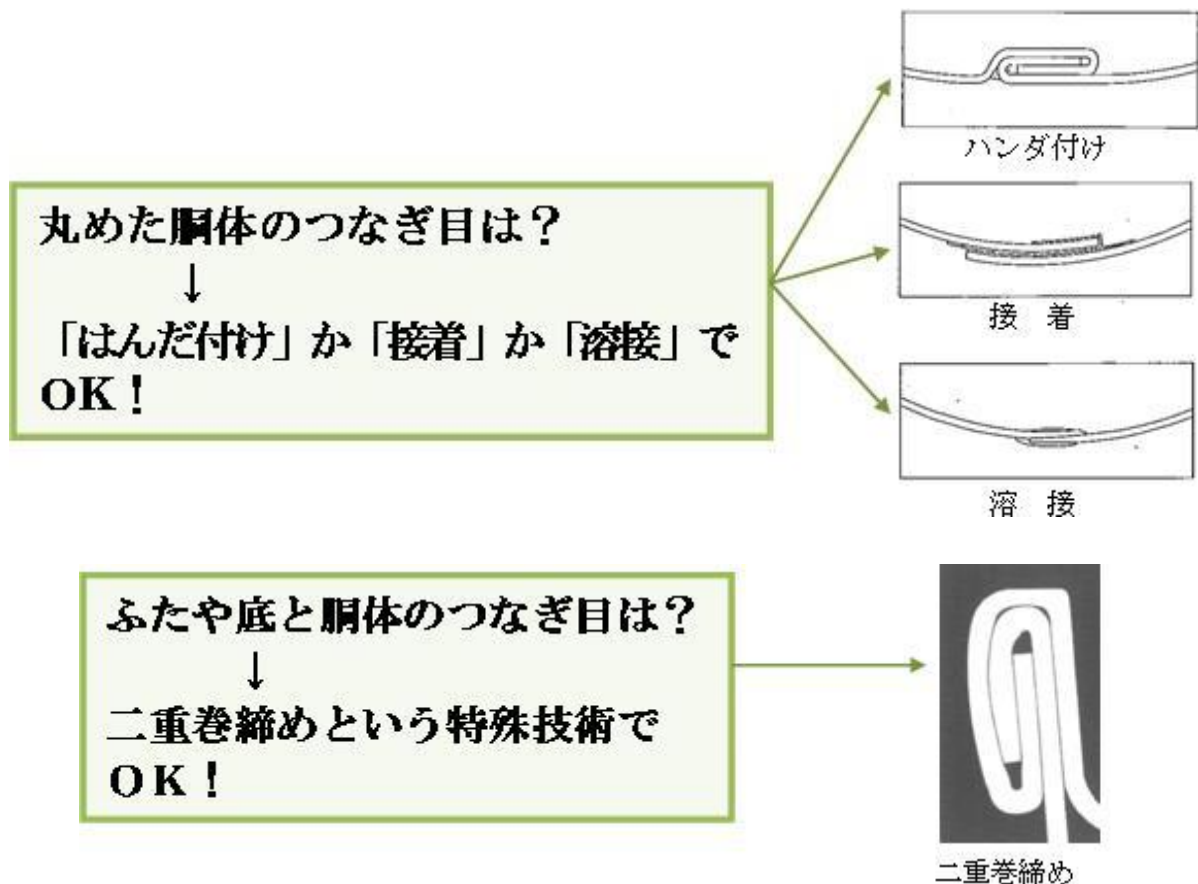 丸めた胴体のつなぎ目は？
↓
「はんだ付け」か「接着」か「溶接」で
OK！
ハンダ付け
接　着
溶　接
ふたや底と胴体のつなぎ目は？
↓
二重巻締めという特殊技術で
ＯＫ！
二重巻締め